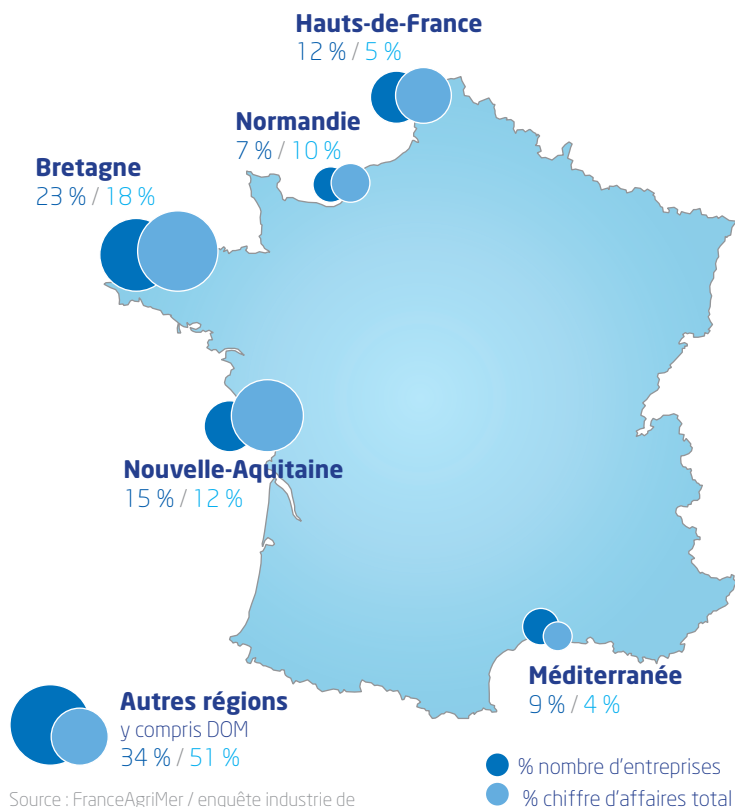 Hauts-de-France
12 % / 5 %
Normandie
7 % / 10 %
Bretagne
23 % / 18 %
Nouvelle-Aquitaine
15 % / 12 %
Méditerranée
9 % / 4 %
Autres régions
y compris DOM
34 % / 51 %
% nombre d'entreprises
% chiffre d'affaires total
Source : FranceAgriMer / enquête industrie de